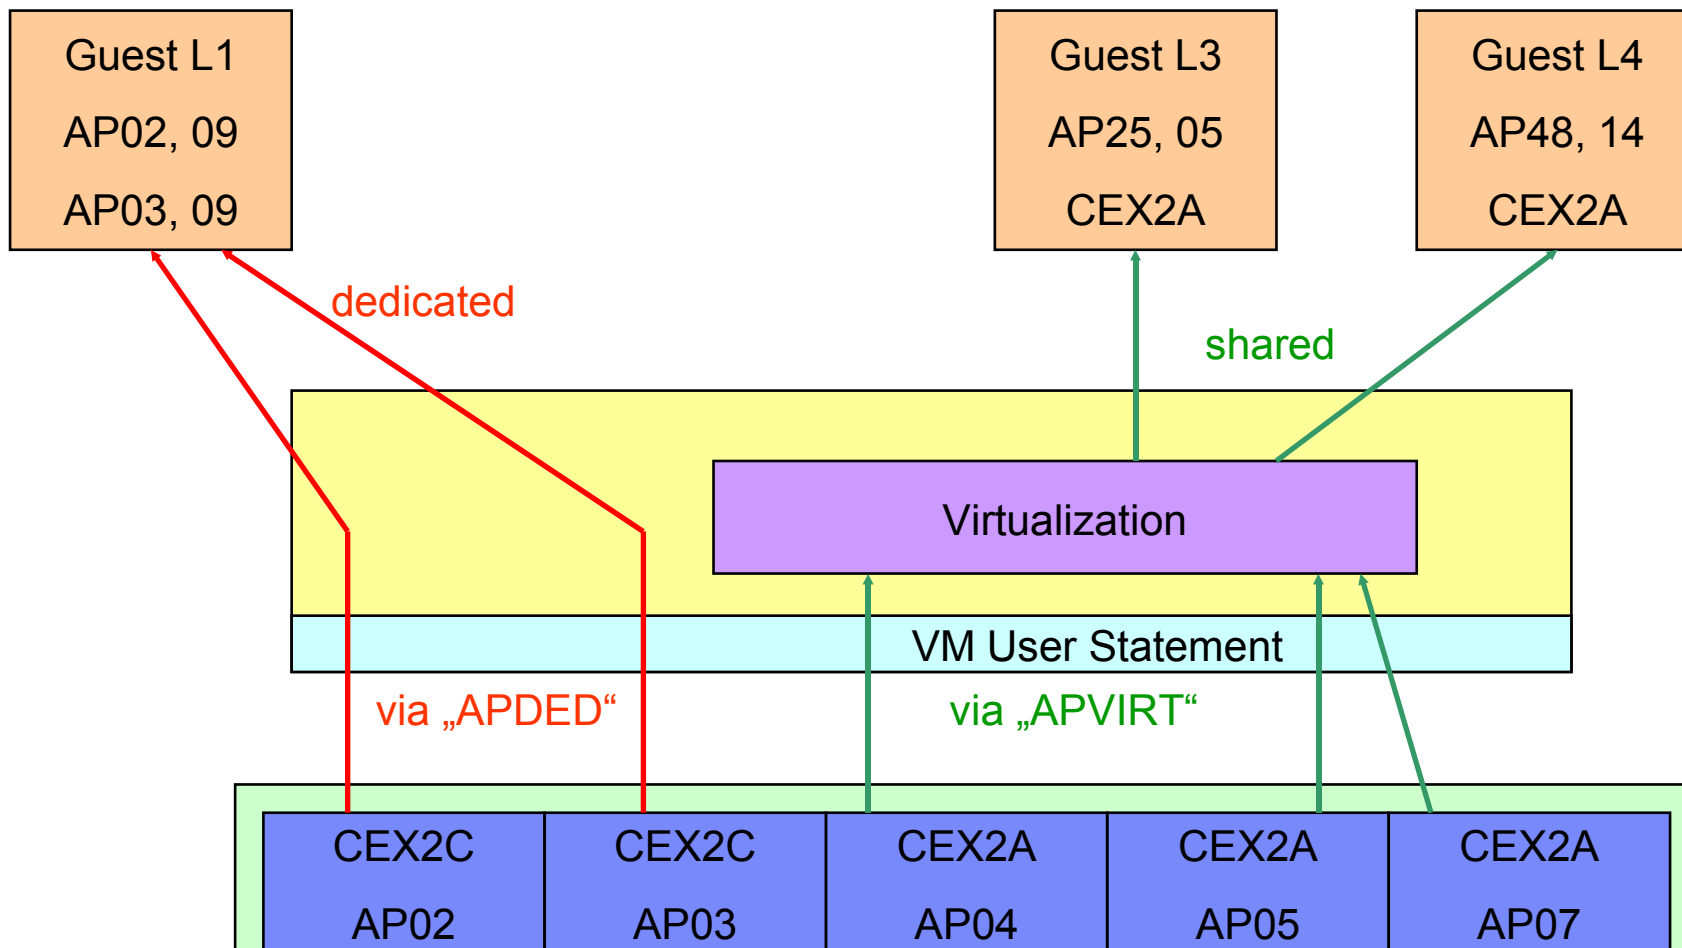 Guest L1
AP02, 09
AP03, 09
Guest L3
AP25, 05
CEX2A
Guest L4
AP48, 14
CEX2A
dedicated
shared
Virtualization
VM User Statement
via „APDED“
via „APVIRT“
CEX2C
AP02
CEX2C
AP03
CEX2A
AP04
CEX2A
AP05
CEX2A
AP07